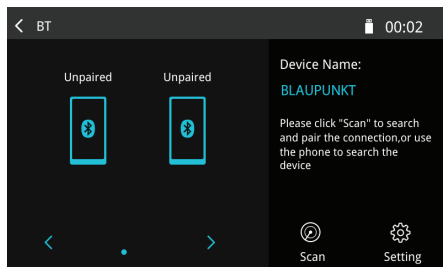 BT
00:02
Unpaired
Unpaired
Device Name:
BLAUPUNKT
Please click "Scan" to search
and pair the connection,or use
the phone to search the
device
Scan
Setting